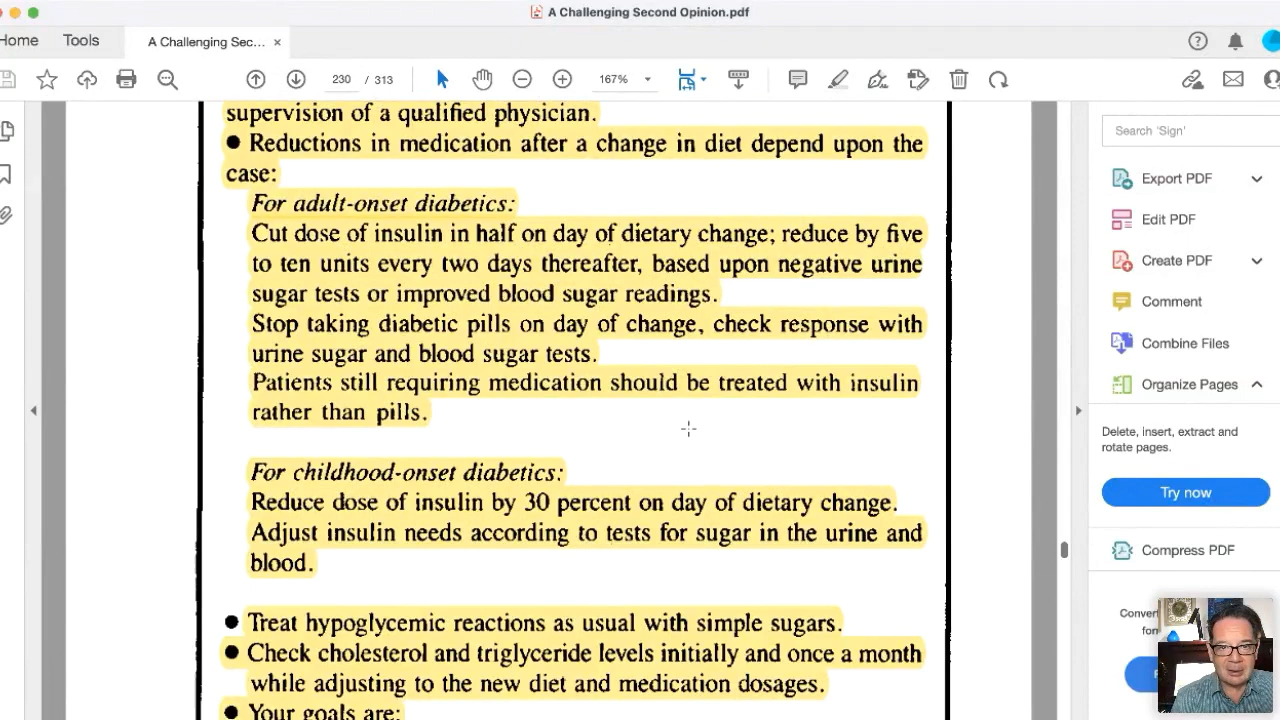 A Challenging Second Opinion.pdf
Home
Tools
A Challenging Sec...
230 / 313
167%
supervision of a qualified physician.
● Reductions in medication after a change in diet depend upon the
case:
For adult-onset diabetics:
Cut dose of insulin in half on day of dietary change; reduce by five
to ten units every two days thereafter, based upon negative urine
sugar tests or improved blood sugar readings.
Stop taking diabetic pills on day of change, check response with
urine sugar and blood sugar tests.
Patients still requiring medication should be treated with insulin
rather than pills.
For childhood-onset diabetics:
Reduce dose of insulin by 30 percent on day of dietary change.
Adjust insulin needs according to tests for sugar in the urine and
blood.
● Treat hypoglycemic reactions as usual with simple sugars.
● Check cholesterol and triglyceride levels initially and once a month
while adjusting to the new diet and medication dosages.
● Your goals are:
Search 'Sign'
Export PDF
Edit PDF
Create PDF
Comment
Combine Files
Organize Pages
Delete, insert, extract and
rotate pages.
Try now
Compress PDF